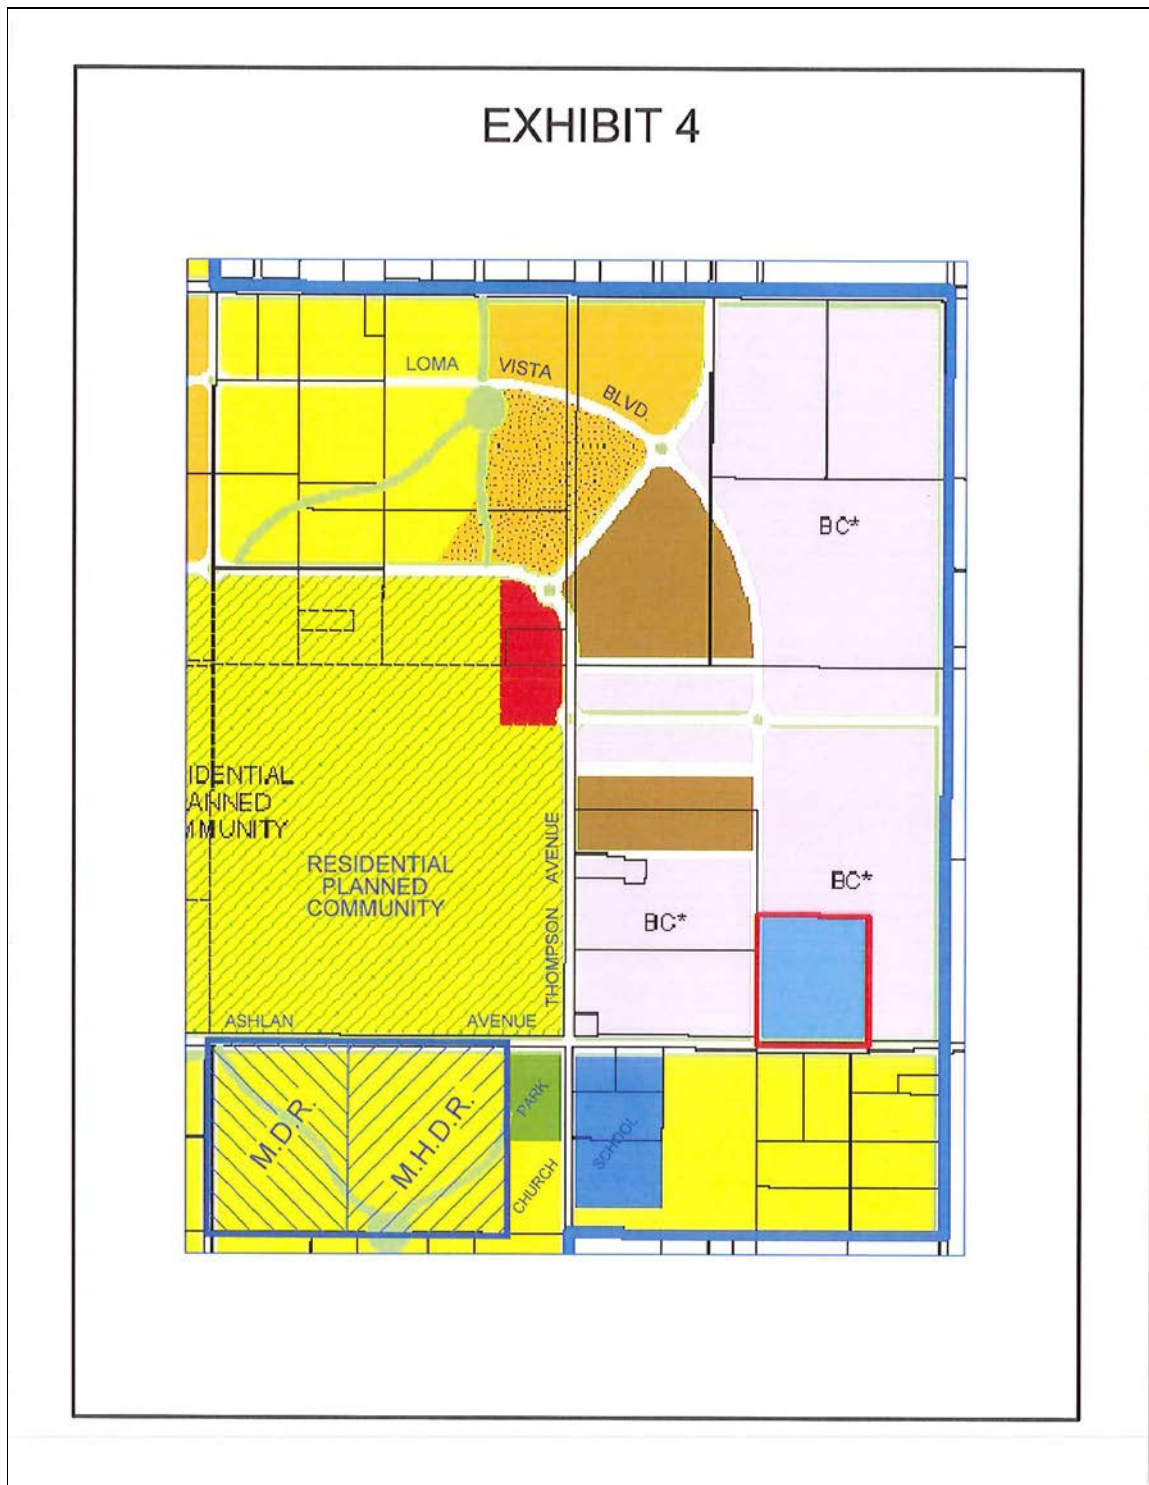 EXHIBIT 4
LOMA VISTA BLVD.
BC*
IDENTIAL
ANNED
MMUNITY
RESIDENTIAL
PLANNED
COMMUNITY
THOMPSON AVENUE
BC*
BC*
ASHLAN AVENUE
M.D.R.
M.H.D.R.
PARK
CHURCH
SCHOOL